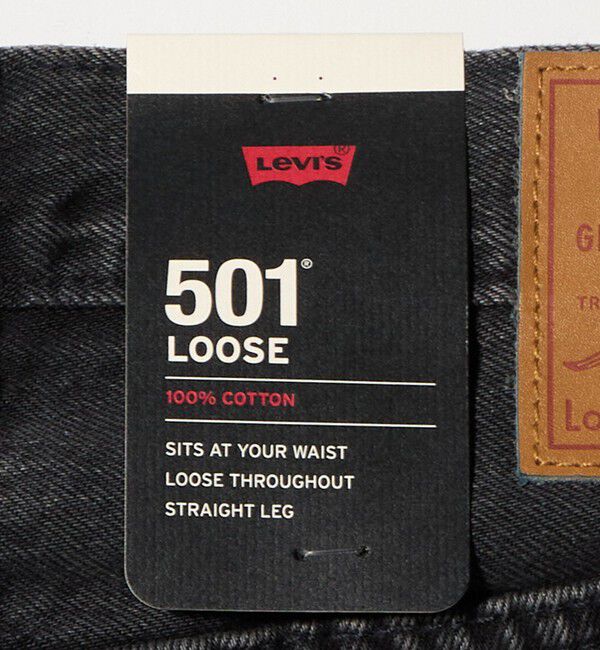 Levi's®
501®
LOOSE
100% COTTON
SITS AT YOUR WAIST
LOOSE THROUGHOUT
STRAIGHT LEG